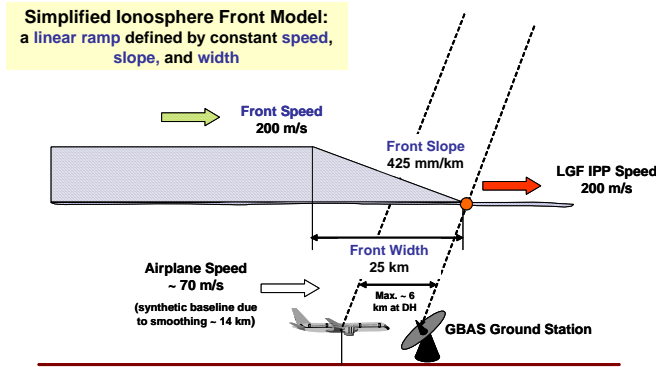 Simplified Ionosphere Front Model:
a linear ramp defined by constant speed,
slope, and width
Front Speed
200 m/s
Front Slope
425 mm/km
LGF IPP Speed
200 m/s
Front Width
25 km
Airplane Speed
~ 70 m/s
(synthetic baseline due
to smoothing ~ 14 km)
Max. ~ 6
km at DH
GBAS Ground Station